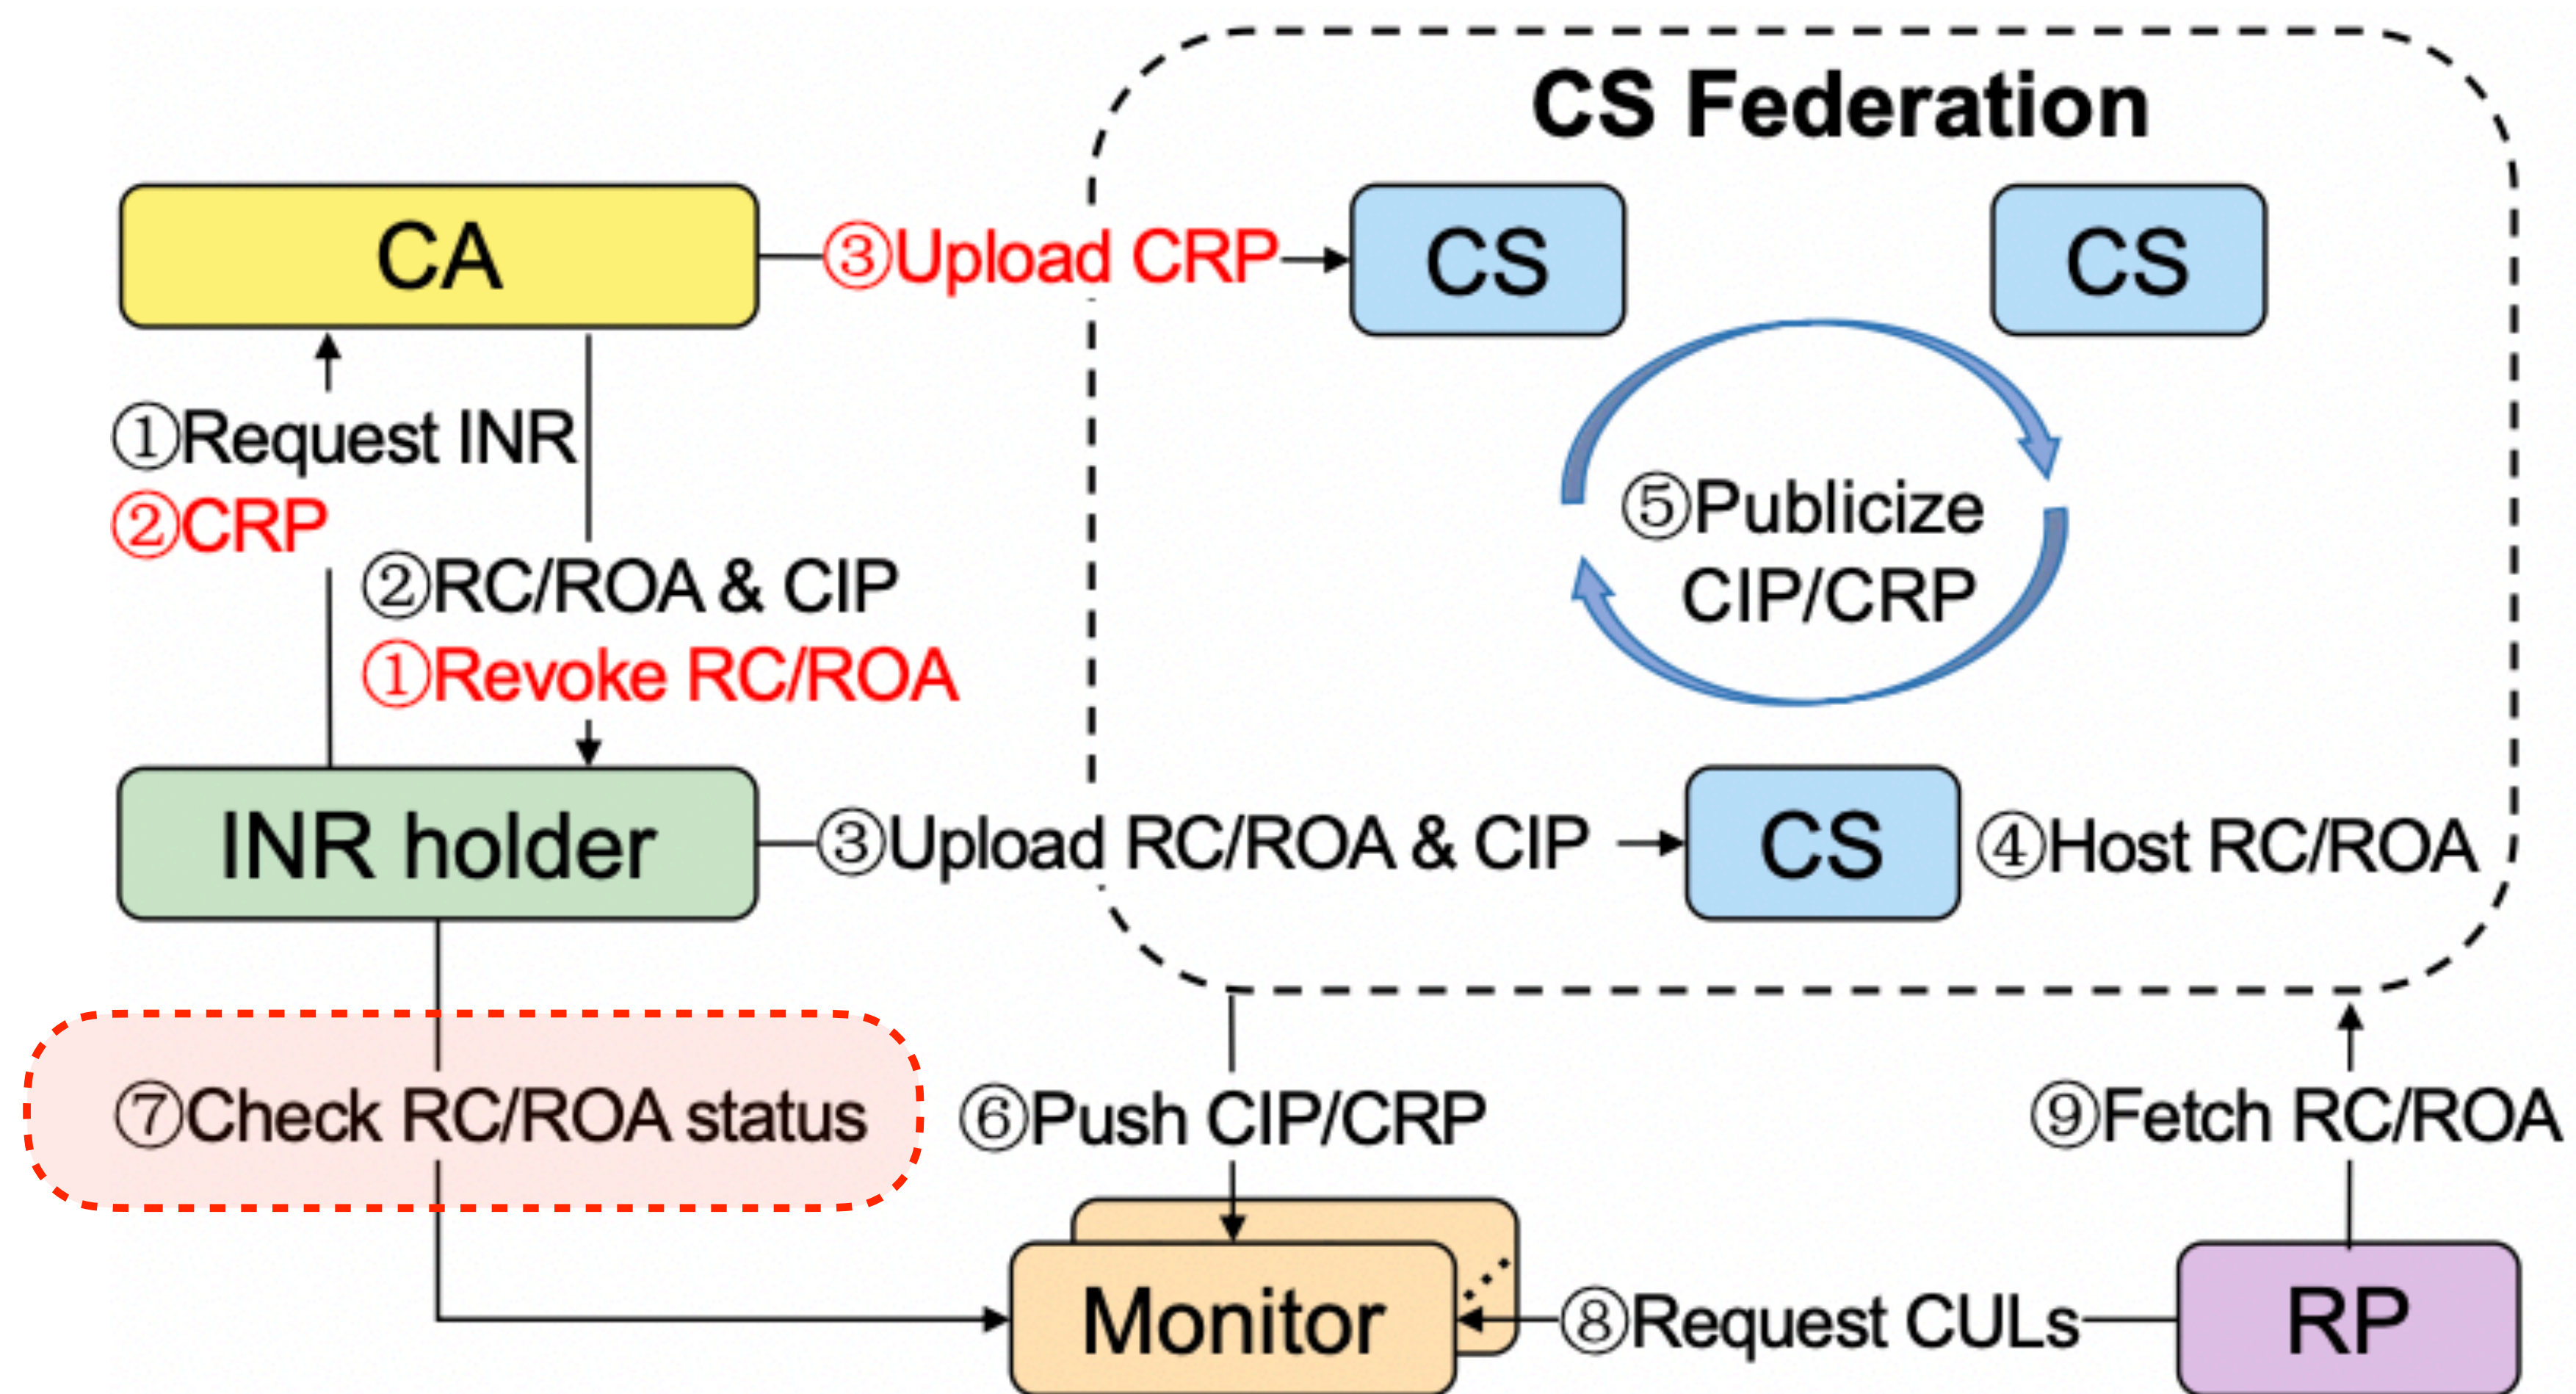 CS Federation
CA
③Upload CRP
CS
CS
①Request INR
②CRP
②RC/ROA & CIP
①Revoke RC/ROA
⑤Publicize
CIP/CRP
INR holder
③Upload RC/ROA & CIP
CS
④Host RC/ROA
⑦Check RC/ROA status
⑥Push CIP/CRP
⑨Fetch RC/ROA
Monitor
⑧Request CULs
RP